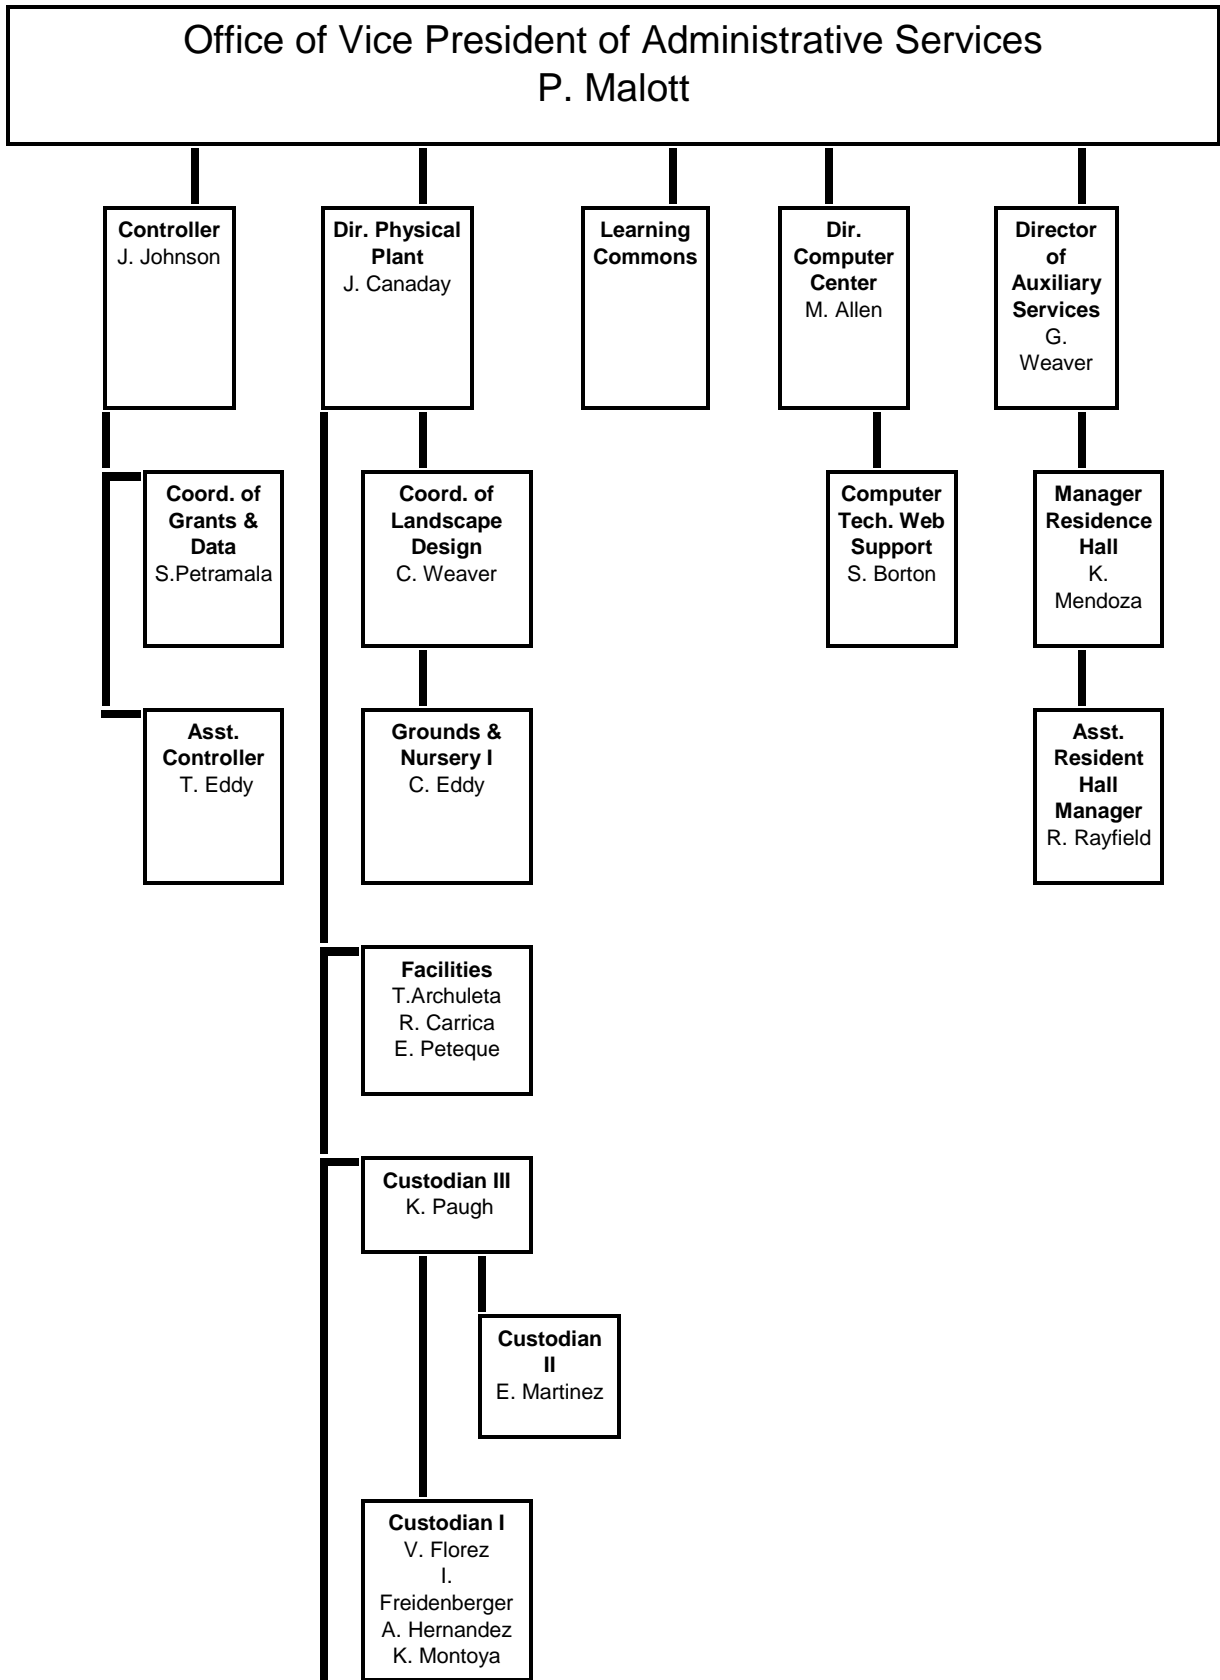 Office of Vice President of Administrative Services
P. Malott
Controller
J. Johnson
Dir. Physical
Plant
J. Canaday
Learning
Commons
Dir.
Computer
Center
M. Allen
Director
of
Auxiliary
Services
G.
Weaver
Coord. of
Grants &
Data
S.Petramala
Coord. of
Landscape
Design
C. Weaver
Computer
Tech. Web
Support
S. Borton
Manager
Residence
Hall
K.
Mendoza
Asst.
Controller
T. Eddy
Grounds &
Nursery I
C. Eddy
Asst.
Resident
Hall
Manager
R. Rayfield
Facilities
T.Archuleta
R. Carrica
E. Peteque
Custodian III
K. Paugh
Custodian
II
E. Martinez
Custodian I
V. Florez
I.
Freidenberger
A. Hernandez
K. Montoya